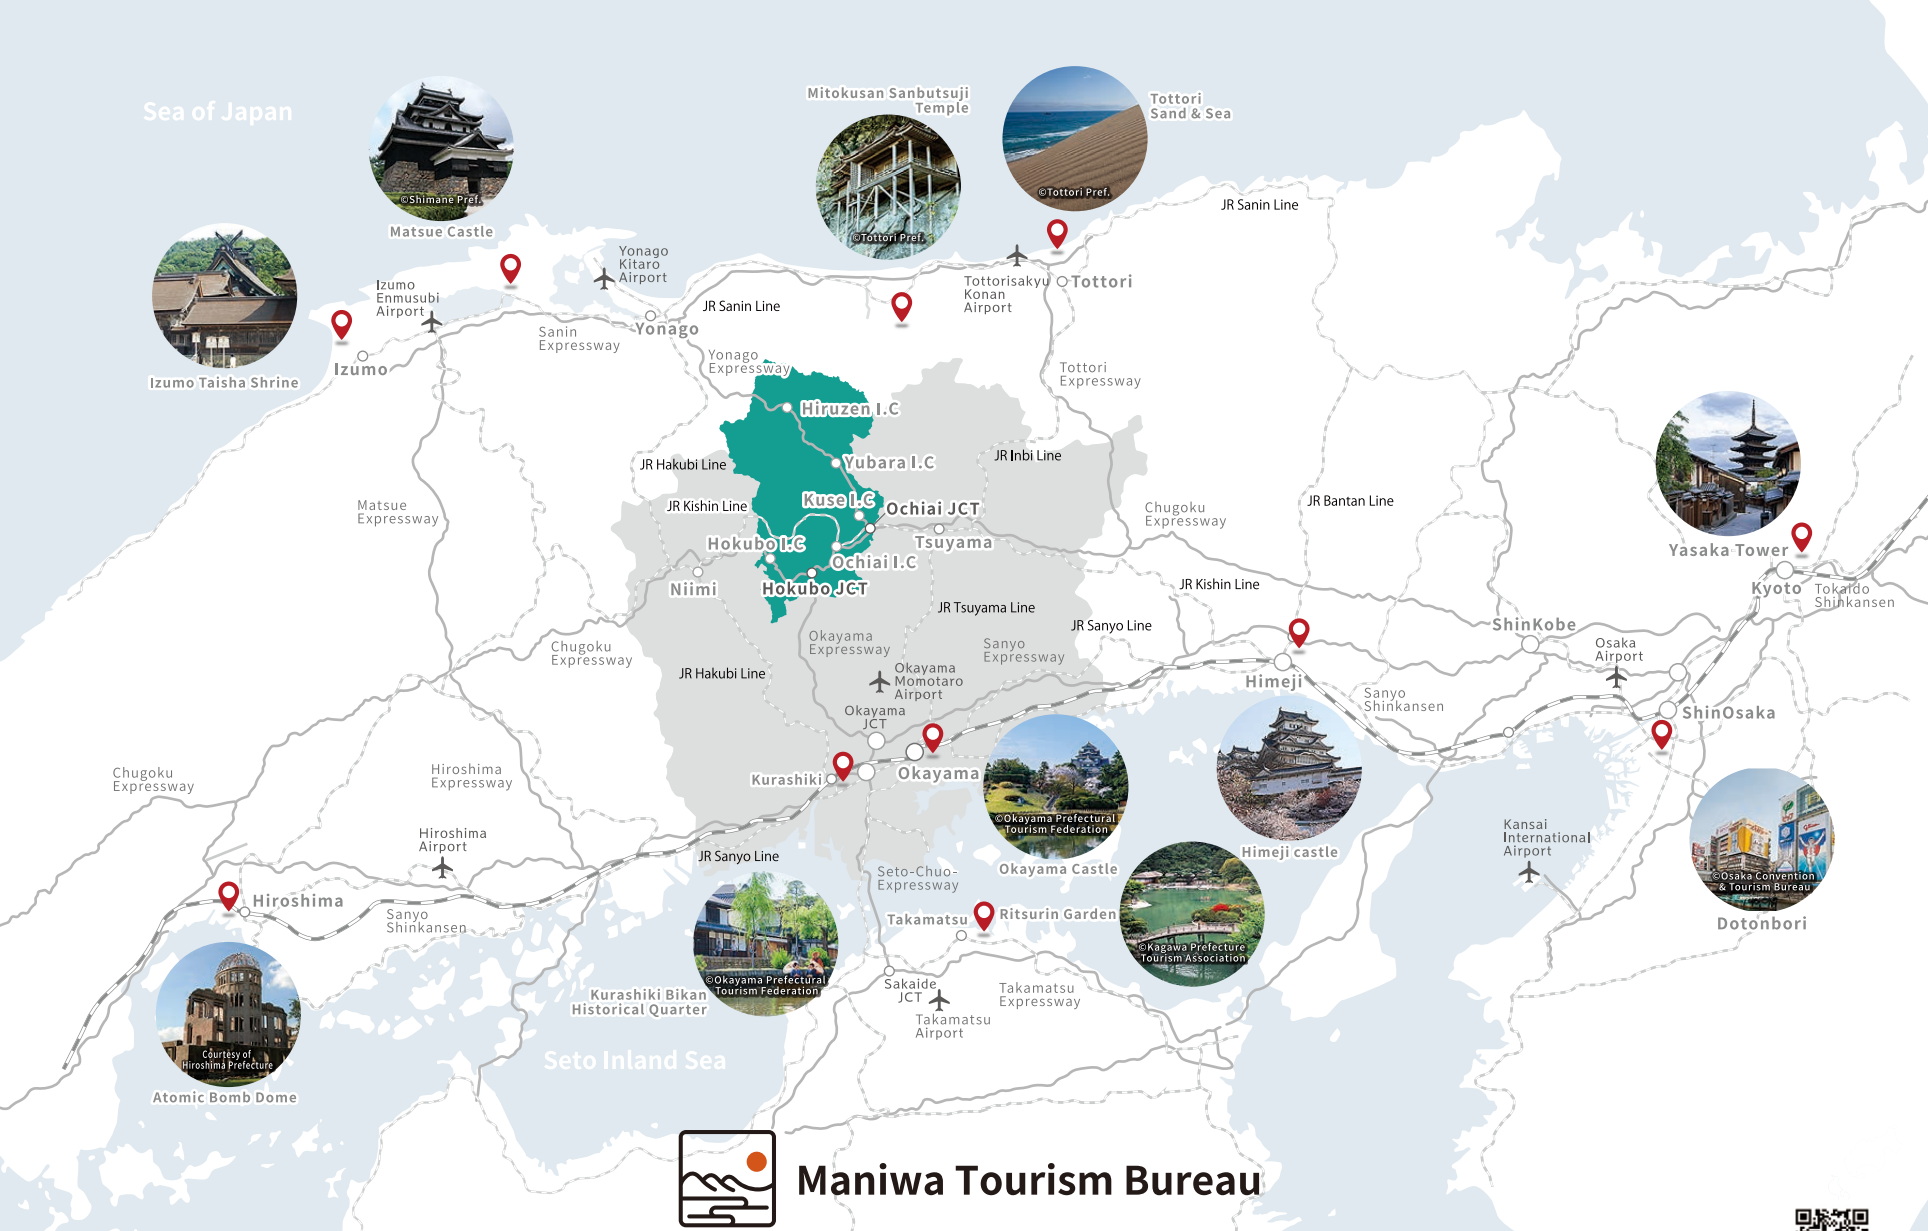 Sea of Japan
©Shimane Pref.
Matsue Castle
Mitokusan Sanbutsuji
Temple
©Tottori Pref.
©Tottori Pref.
Tottori
Sand & Sea
JR Sanin Line
Izumo Taisha Shrine
Izumo
Enmusubi
Airport
Izumo
Yonago
Kitaro
Airport
Sanin
Expressway
Yonago
JR Sanin Line
Yonago
Expressway
Tottorisakyu
Konan
Airport
Tottori
Tottori
Expressway
Hiruzen I.C
Yubara I.C
Kuse I.C
Ochiai JCT
Hokubo I.C
Ochiai I.C
Hokubo JCT
Tsuyama
Niimi
JR Hakubi Line
JR Kishin Line
JR Inbi Line
JR Bantan Line
Matsue
Expressway
Chugoku
Expressway
Yasaka Tower
Kyoto
Tokaido
Shinkansen
JR Kishin Line
JR Tsuyama Line
JR Sanyo Line
Okayama
Expressway
Sanyo
Expressway
Chugoku
Expressway
JR Hakubi Line
Okayama
Momotaro
Airport
Okayama
JCT
Himeji
ShinKobe
Osaka
Airport
Sanyo
Shinkansen
ShinOsaka
Kurashiki
Okayama
Chugoku
Expressway
Hiroshima
Expressway
Hiroshima
Airport
©Okayama Prefectural
Tourism Federation
Okayama Castle
Himeji castle
Kansai
International
Airport
©Osaka Convention
& Tourism Bureau
Dotonbori
JR Sanyo Line
Seto-Chuo-
Expressway
Hiroshima
Sanyo
Shinkansen
Takamatsu
Ritsurin Garden
©Kagawa Prefecture
Tourism Association
©Okayama Prefectural
Tourism Federation
Kurashiki Bikan
Historical Quarter
Sakaide
JCT
Takamatsu
Airport
Takamatsu
Expressway
Courtesy of
Hiroshima Prefecture
Atomic Bomb Dome
Seto Inland Sea
Maniwa Tourism Bureau